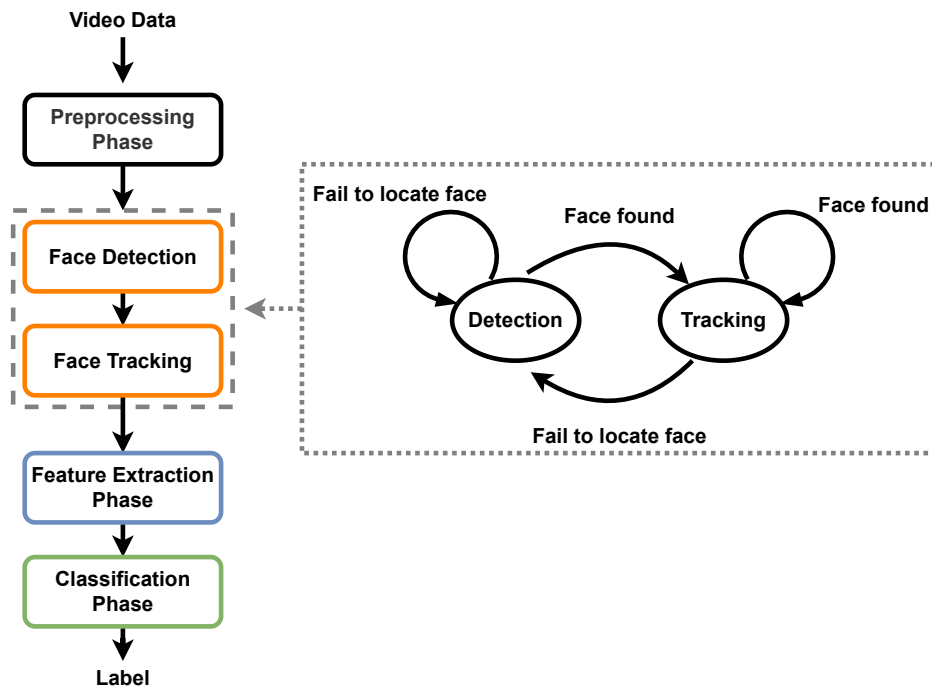 Video Data
Preprocessing
Phase
Face Detection
Face Tracking
Feature Extraction
Phase
Classification
Phase
Label
Fail to locate face
Face found
Face found
Detection
Tracking
Fail to locate face